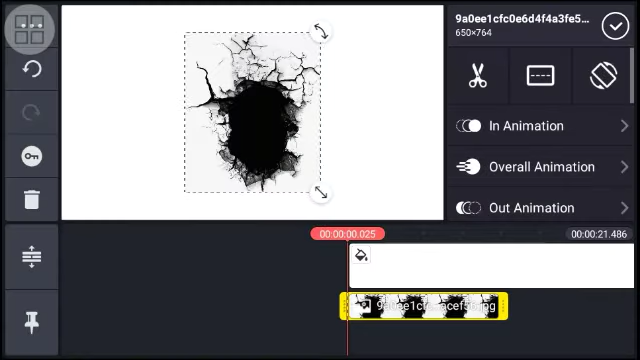 9a0ee1cfc0e6d4f4a3fe5...
650×764
In Animation
Overall Animation
Out Animation
00:00:00.025
00:00:21.486